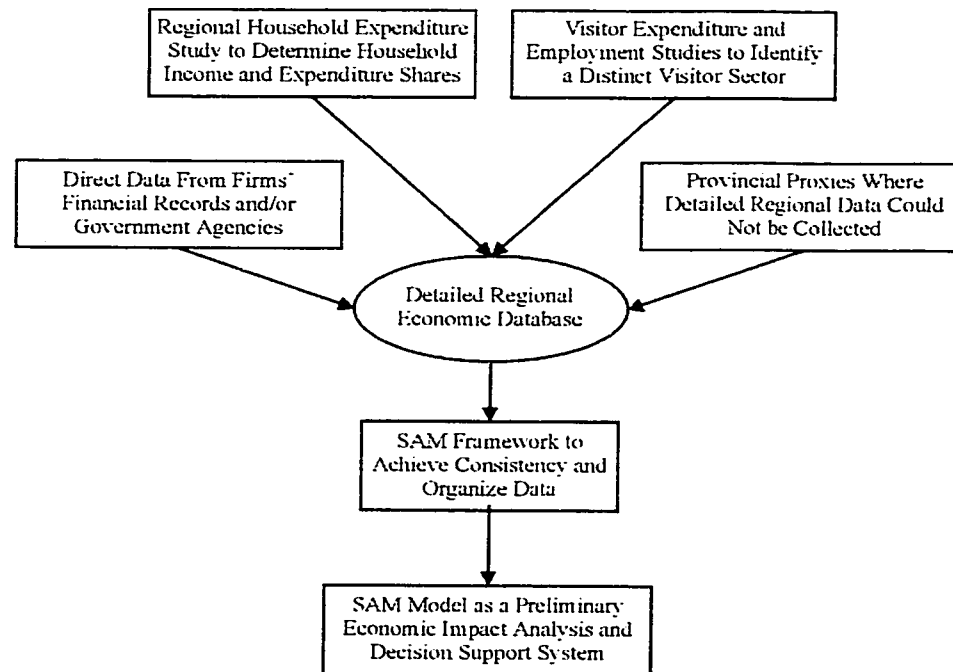 Regional Household Expenditure
Study to Determine Household
Income and Expenditure Shares
Visitor Expenditure and
Employment Studies to Identify
a Distinct Visitor Sector
Direct Data From Firms'
Financial Records and/or
Government Agencies
Provincial Proxies Where
Detailed Regional Data Could
Not be Collected
Detailed Regional
Economic Database
SAM Framework to
Achieve Consistency and
Organize Data
SAM Model as a Preliminary
Economic Impact Analysis and
Decision Support System